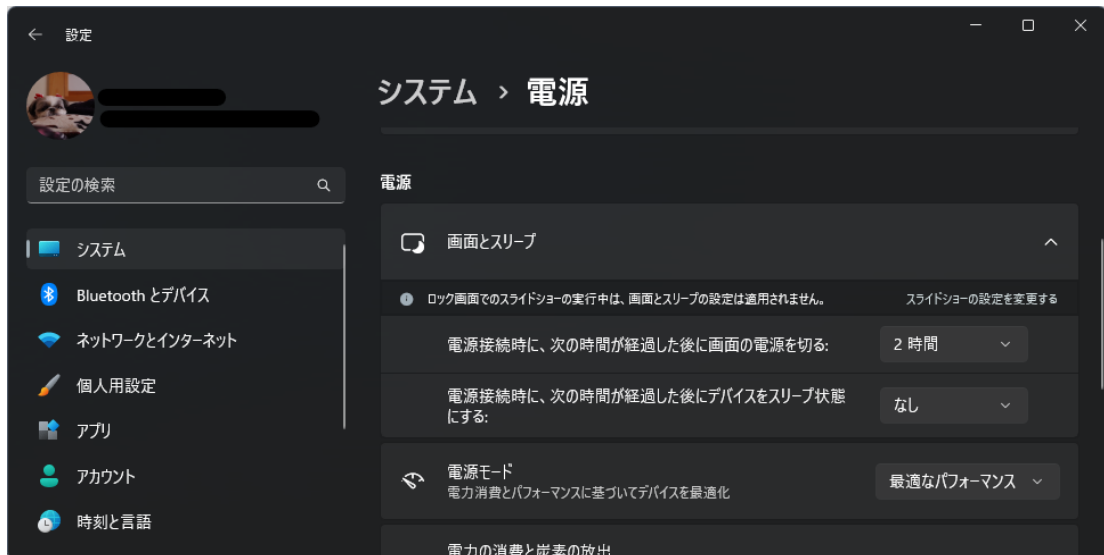 設定
システム › 電源
設定の検索
システム
Bluetooth とデバイス
ネットワークとインターネット
個人用設定
アプリ
アカウント
時刻と言語
電源
画面とスリープ
ロック画面でのスライドショーの実行中は、画面とスリープの設定は適用されません。
スライドショーの設定を変更する
電源接続時に、次の時間が経過した後に画面の電源を切る:
2 時間
電源接続時に、次の時間が経過した後にデバイスをスリープ状態
にする:
なし
電源モード
電力消費とパフォーマンスに基づいてデバイスを最適化
最適なパフォーマンス
電力の消費と炭素の放出